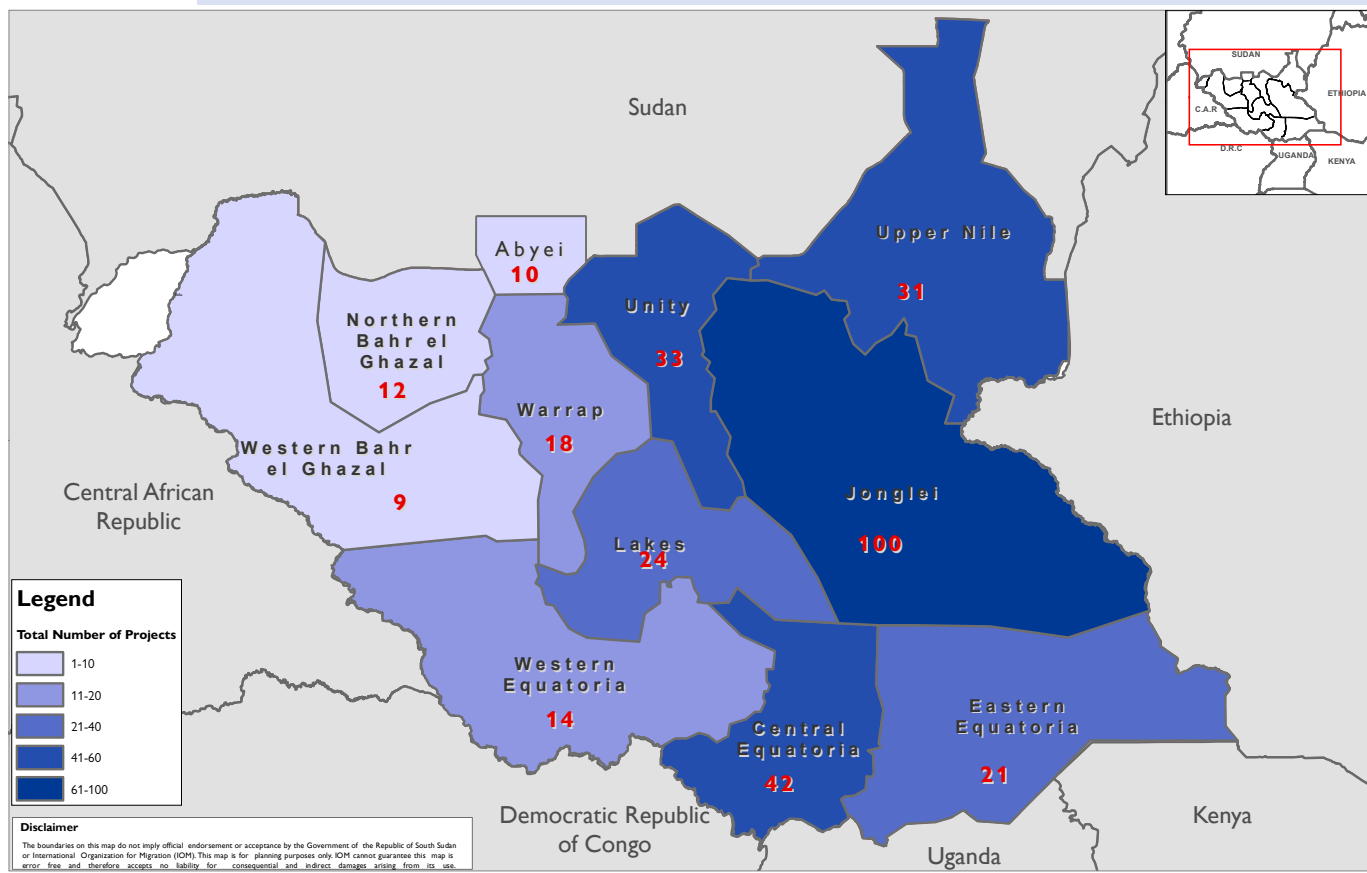 SUDAN
ETHIOPIA
C.A.R
D.R.C
UGANDA
KENYA
Sudan
Upper Nile
31
Abyei
10
Unity
33
Northern
Bahr el
Ghazal
12
Warrap
18
Western Bahr
el Ghazal
9
Jonglei
100
Lakes
24
Western
Equatoria
14
Central
Equatoria
42
Eastern
Equatoria
21
Ethiopia
Central African
Republic
Democratic Republic
of Congo
Uganda
Kenya
Legend
Total Number of Projects
1-10
11-20
21-40
41-60
61-100
Disclaimer
The boundaries on this map do not imply official endorsement or acceptance by the Government of the Republic of South Sudan
or International Organization for Migration (IOM). This map is for planning purposes only. IOM cannot guarantee this map is
error free and therefore accepts no liability for consequential and indirect damages arising from its use.